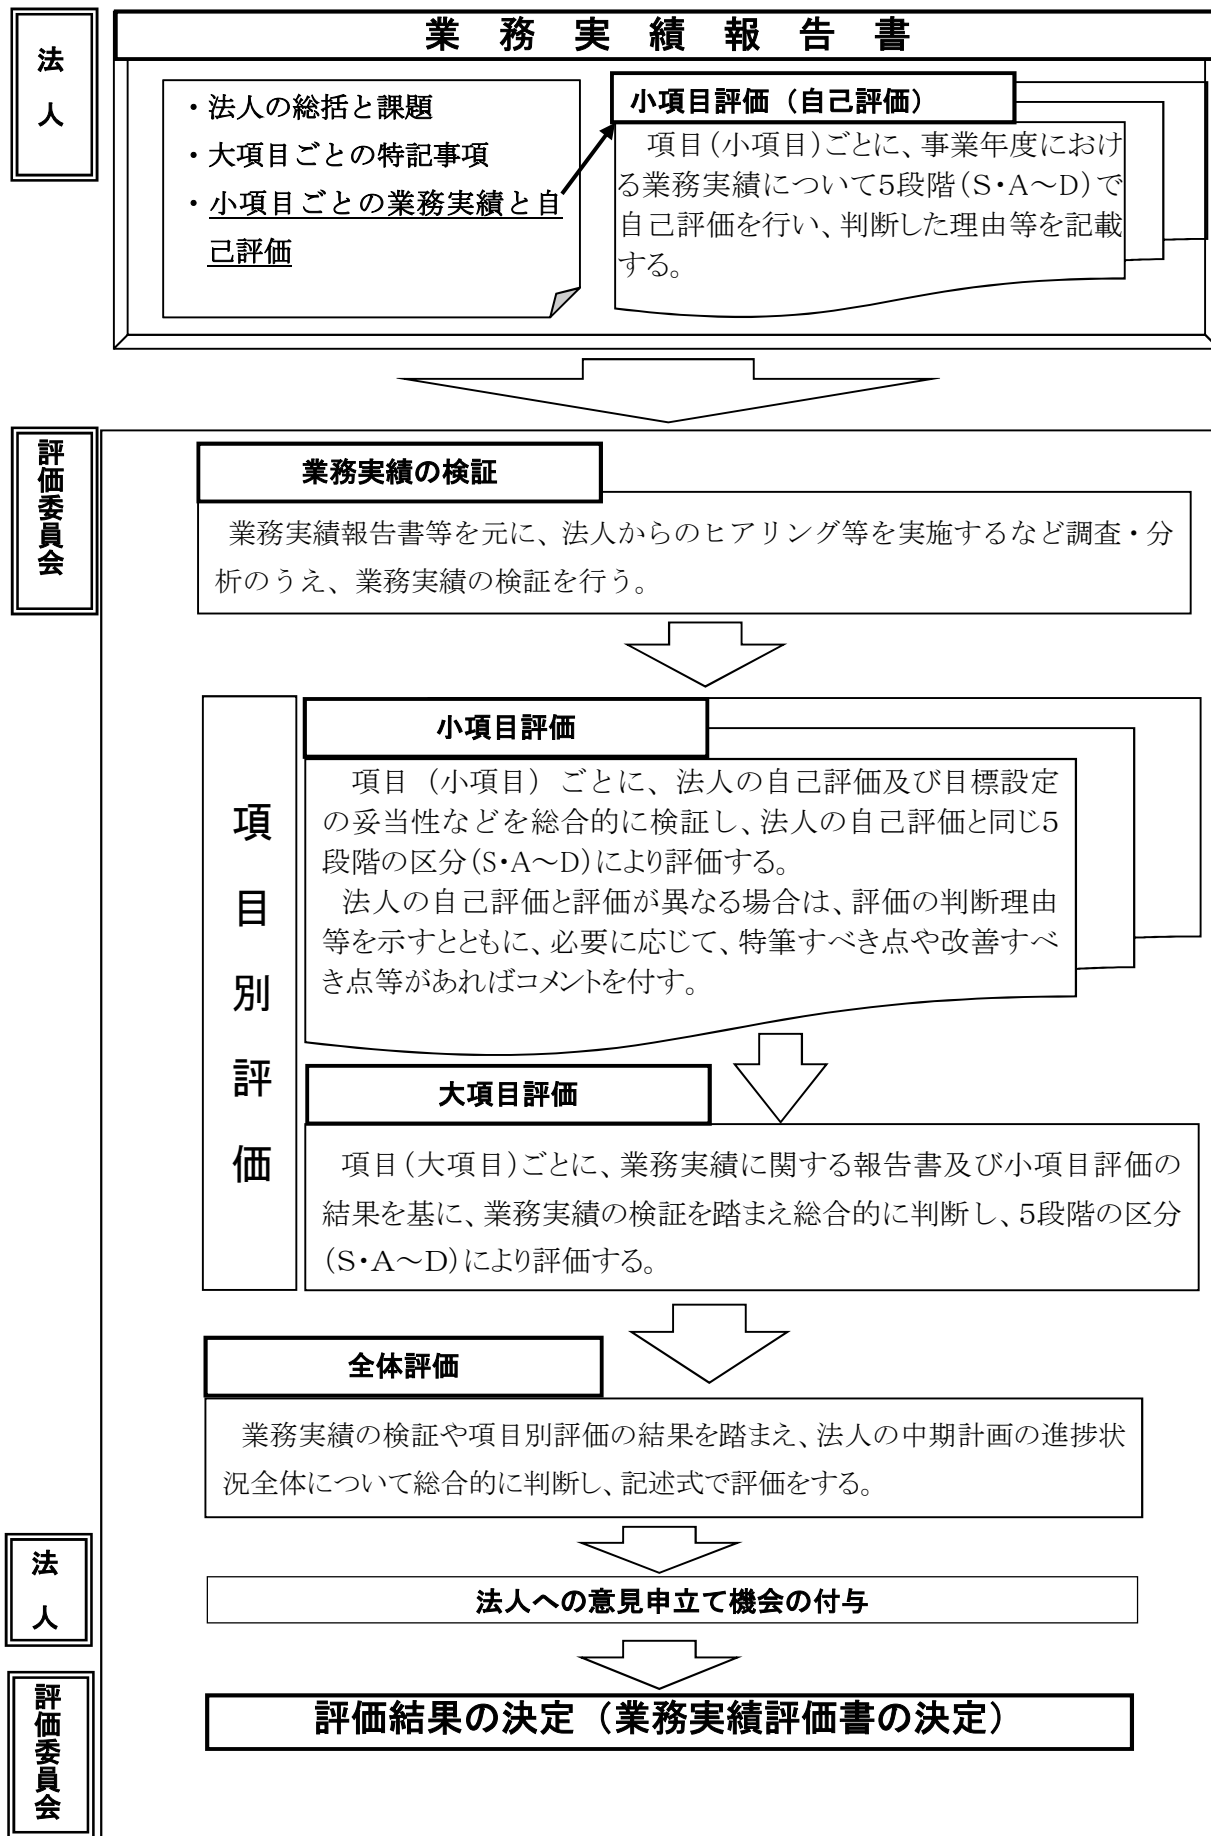 法人
業務実績報告書
・法人の総括と課題
・大項目ごとの特記事項
・小項目ごとの業務実績と自
己評価
小項目評価（自己評価）
項目（小項目）ごとに、事業年度におけ
る業務実績について5段階（S・A～D）で
自己評価を行い、判断した理由等を記載
する。
評価委員会
業務実績の検証
業務実績報告書等を元に、法人からのヒアリング等を実施するなど調査・分
析のうえ、業務実績の検証を行う。
項目別評価
小項目評価
項目（小項目）ごとに、法人の自己評価及び目標設定
の妥当性などを総合的に検証し、法人の自己評価と同じ5
段階の区分（S・A～D）により評価する。
法人の自己評価と評価が異なる場合は、評価の判断理由
等を示すとともに、必要に応じて、特筆すべき点や改善すべ
き点等があればコメントを付す。
大項目評価
項目（大項目）ごとに、業務実績に関する報告書及び小項目評価の
結果を基に、業務実績の検証を踏まえ総合的に判断し、5段階の区分
（S・A～D）により評価する。
全体評価
業務実績の検証や項目別評価の結果を踏まえ、法人の中期計画の進捗状
況全体について総合的に判断し、記述式で評価をする。
法人
法人への意見申立て機会の付与
評価委員会
評価結果の決定（業務実績評価書の決定）